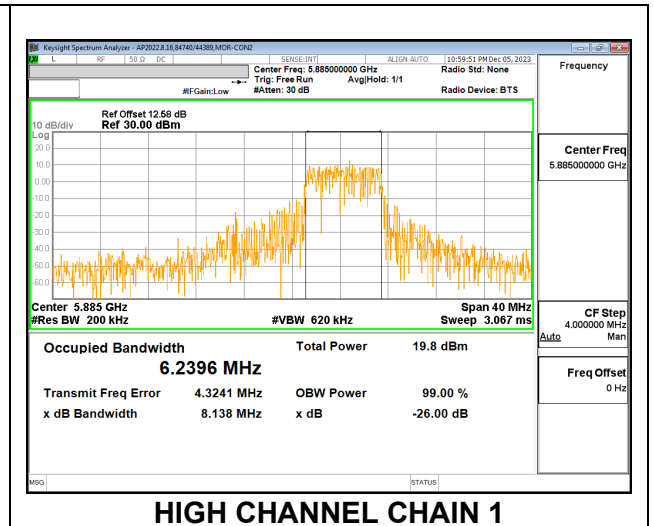 Keysight Spectrum Analyzer - AP2022.8.16,84740/44389,MOR-CON2
L RF 50 Ω DC SENSE:INT ALIGN AUTO 10:59:51 PM Dec 05, 2023
Center Freq: 5.885000000 GHz Radio Std: None
Trig: Free Run Avg|Hold: 1/1
#IFGain:Low #Atten: 30 dB Radio Device: BTS
Frequency
Ref Offset 12.58 dB
10 dB/div Ref 30.00 dBm
Log
20.0
10.0
0.00
-10.0
-20.0
-30.0
-40.0
-50.0
-60.0
Center 5.885 GHz Span 40 MHz
#Res BW 200 kHz #VBW 620 kHz Sweep 3.067 ms
Center Freq
5.885000000 GHz
CF Step
4.000000 MHz
Auto Man
Freq Offset
0 Hz
Occupied Bandwidth Total Power 19.8 dBm
6.2396 MHz
Transmit Freq Error 4.3241 MHz OBW Power 99.00 %
x dB Bandwidth 8.138 MHz x dB -26.00 dB
MSG STATUS
HIGH CHANNEL CHAIN 1